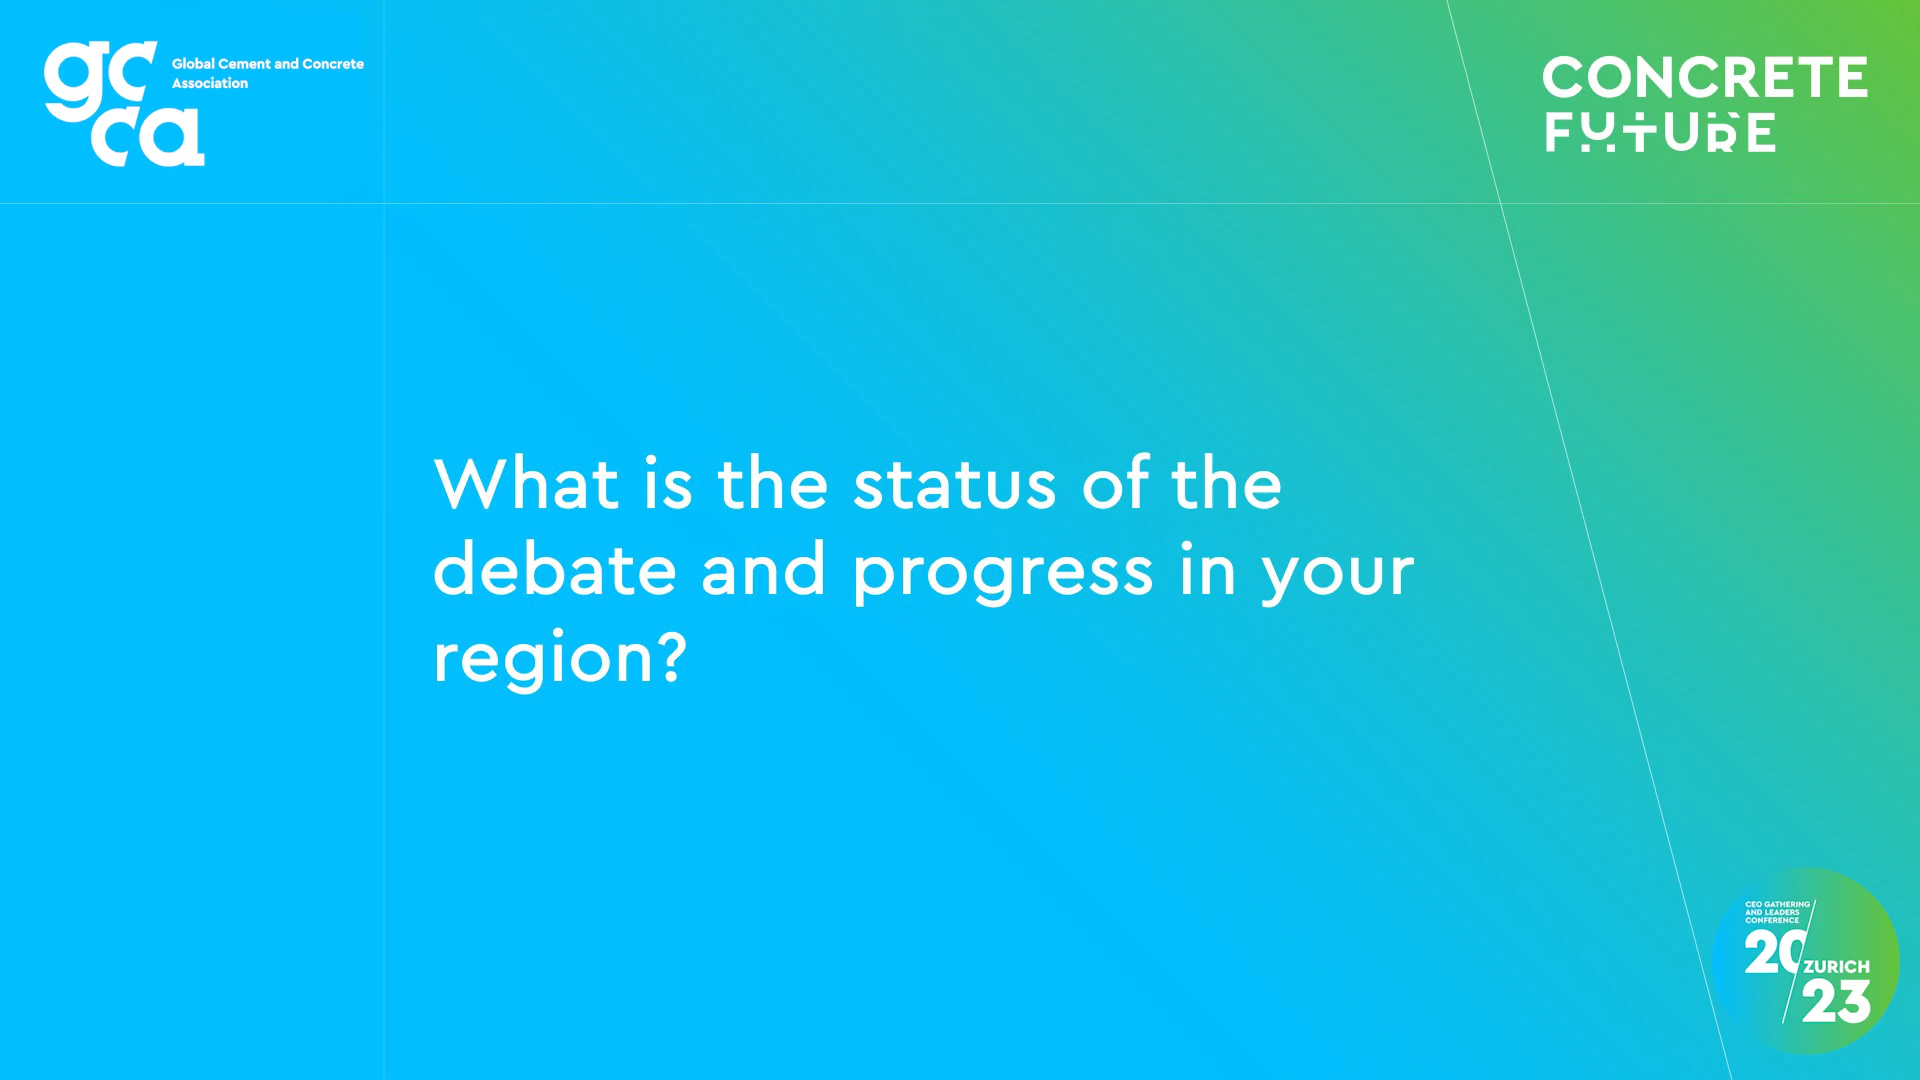 gc
ca
Global Cement and Concrete
Association
CONCRETE
FUTURE
What is the status of the
debate and progress in your
region?
CEO GATHERING
AND LEADERS
CONFERENCE
20
ZURICH
23